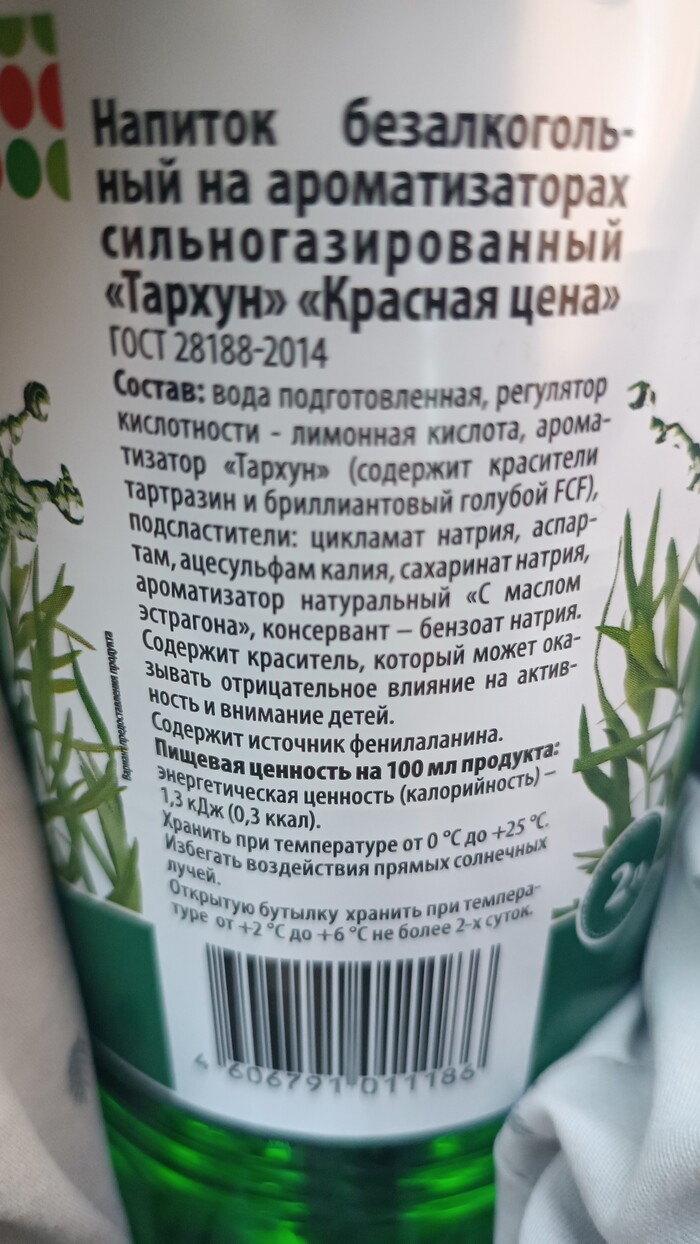 Напиток безалкоголь-
ный на ароматизаторах
сильногазированный
«Тархун» «Красная цена»
ГОСТ 28188-2014
Состав: вода подготовленная, регулятор
кислотности - лимонная кислота, арома-
тизатор «Тархун» (содержит красители
тартразин и бриллиантовый голубой FCF),
подсластители: цикламат натрия, аспар-
там, ацесульфам калия, сахаринат натрия,
ароматизатор натуральный «С маслом
эстрагона», консервант – бензоат натрия.
Содержит краситель, который может ока-
зывать отрицательное влияние на актив-
ность и внимание детей.
Содержит источник фенилаланина.
Пищевая ценность на 100 мл продукта:
энергетическая ценность (калорийность) –
1,3 кДж (0,3 ккал).
Хранить при температуре от 0 °С до +25 °С.
Избегать воздействия прямых солнечных
лучей.
Открытую бутылку хранить при темпера-
туре от +2 °С до +6 °С не более 2-х суток.
Вариант предоставления продукта
2л
4 606791 011186